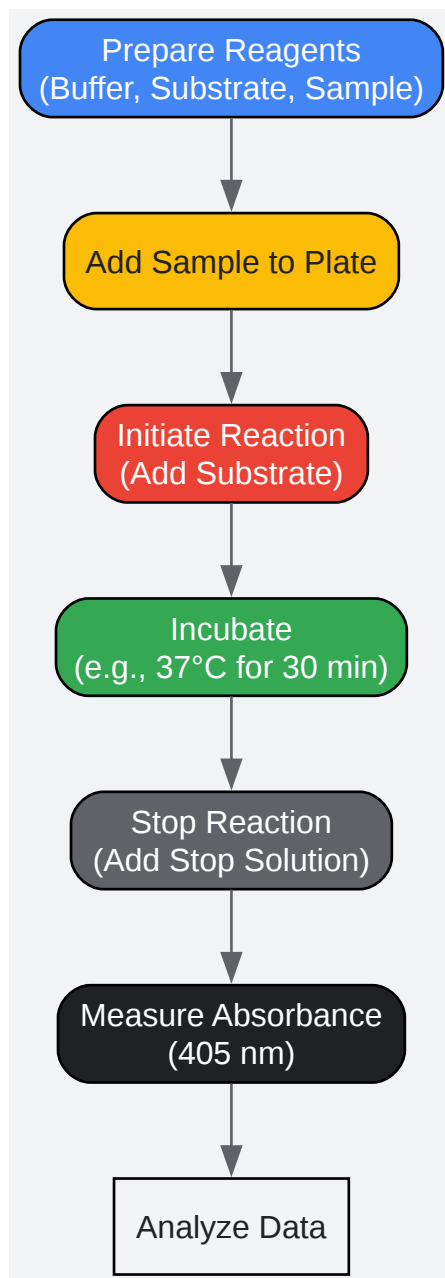 Prepare Reagents
(Buffer, Substrate, Sample)
Add Sample to Plate
Initiate Reaction
(Add Substrate)
Incubate
(e.g., 37°C for 30 min)
Stop Reaction
(Add Stop Solution)
Measure Absorbance
(405 nm)
Analyze Data